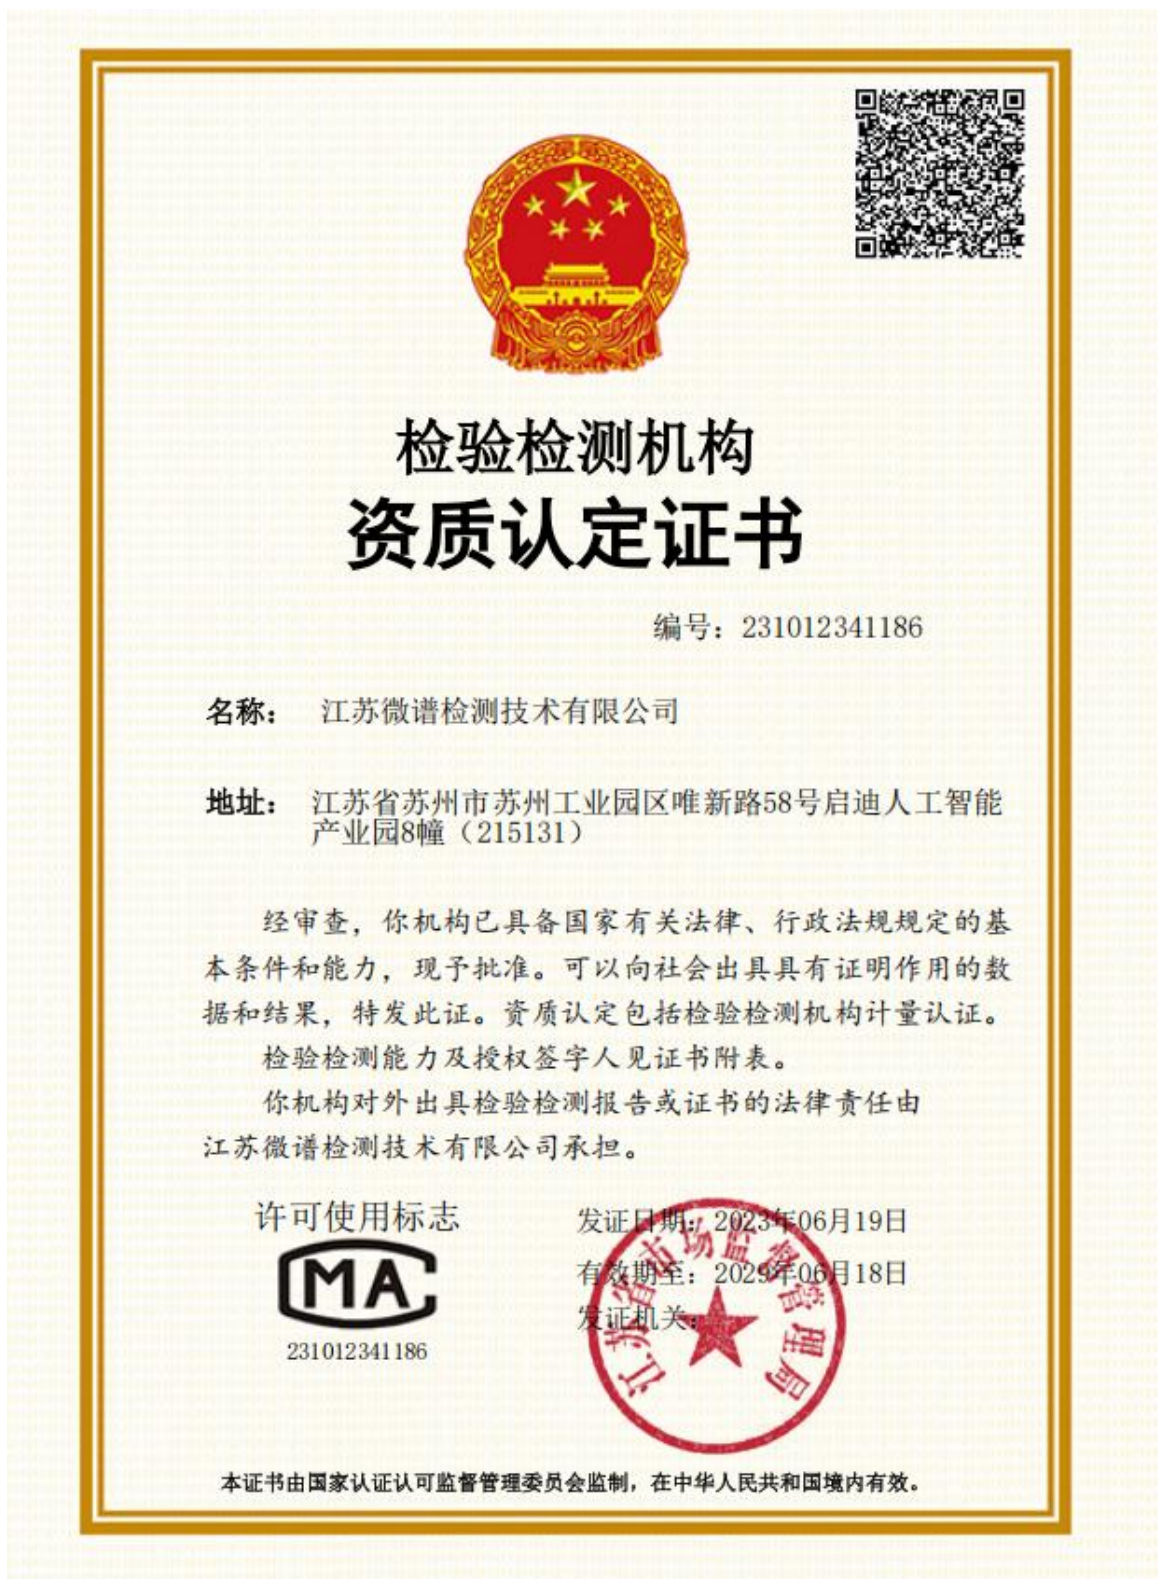 检验检测机构
资质认定证书
编号：231012341186
名称： 江苏微谱检测技术有限公司
地址： 江苏省苏州市苏州工业园区唯新路58号启迪人工智能
产业园8幢（215131）
经审查，你机构已具备国家有关法律、行政法规规定的基
本条件和能力，现予批准。可以向社会出具具有证明作用的数
据和结果，特发此证。资质认定包括检验检测机构计量认证。
检验检测能力及授权签字人见证书附表。
你机构对外出具检验检测报告或证书的法律责任由
江苏微谱检测技术有限公司承担。
许可使用标志
MA
231012341186
发证日期：2023年06月19日
有效期至：2029年06月18日
发证机关：
江苏省市场监督管理局
本证书由国家认证认可监督管理委员会监制，在中华人民共和国境内有效。